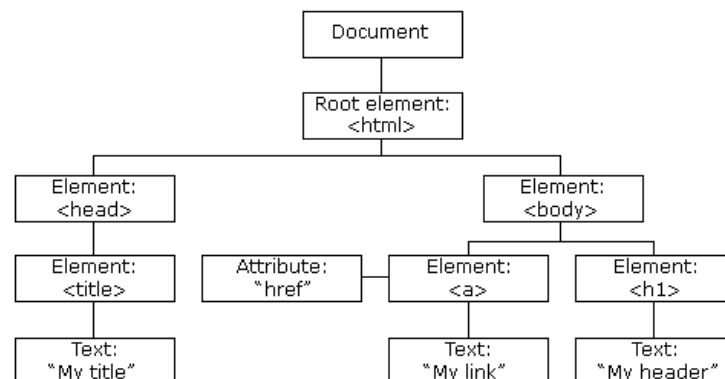 Document
Root element:
<html>
Element:
<head>
Element:
<body>
Element:
<title>
Attribute:
“href”
Element:
<a>
Element:
<h1>
Text:
“My title”
Text:
“My link”
Text:
“My header”